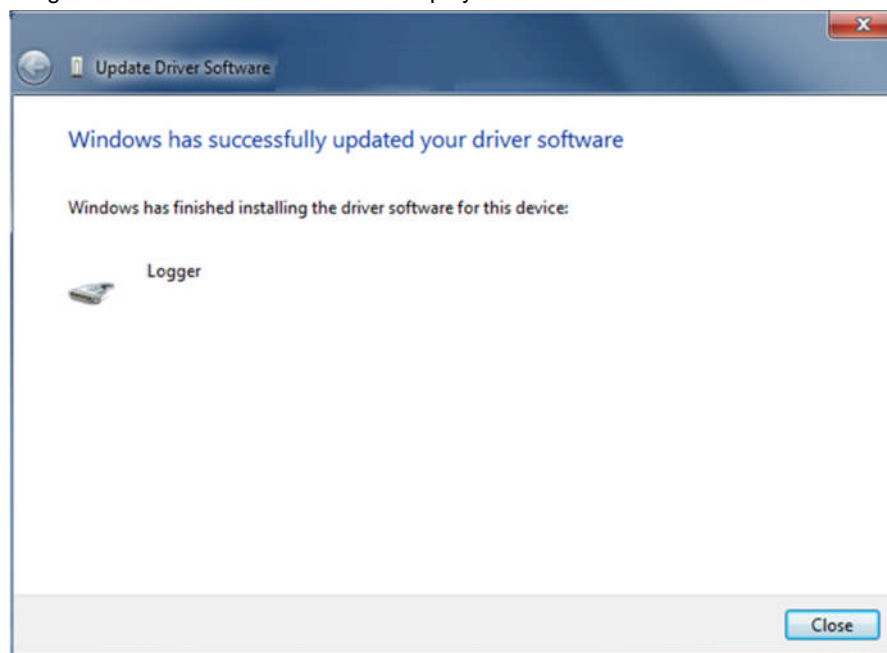 Update Driver Software
Windows has successfully updated your driver software
Windows has finished installing the driver software for this device:
Logger
Close